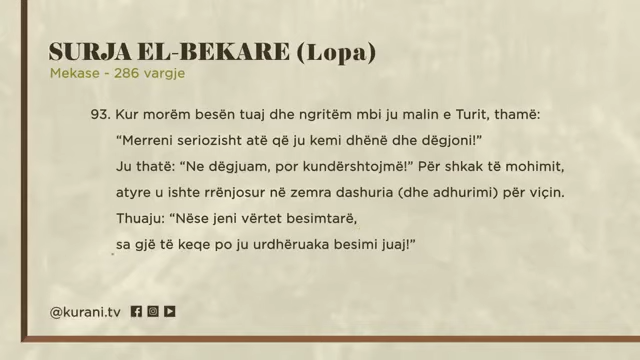 SURJA EL-BEKARE (Lopa)
Mekase - 286 vargje
93. Kur morëm besën tuaj dhe ngritëm mbi ju malin e Turit, thamë:
“Merreni seriozisht atë që ju kemi dhënë dhe dëgjoni!”
Ju thatë: “Ne dëgjuam, por kundërshtojmë!” Për shkak të mohimit,
atyre u ishte rrënjosur në zemra dashuria (dhe adhurimi) për viçin.
Thuaju: “Nëse jeni vërtet besimtarë,
sa gjë të keqe po ju urdhëruaka besimi juaj!”
@kurani.tv